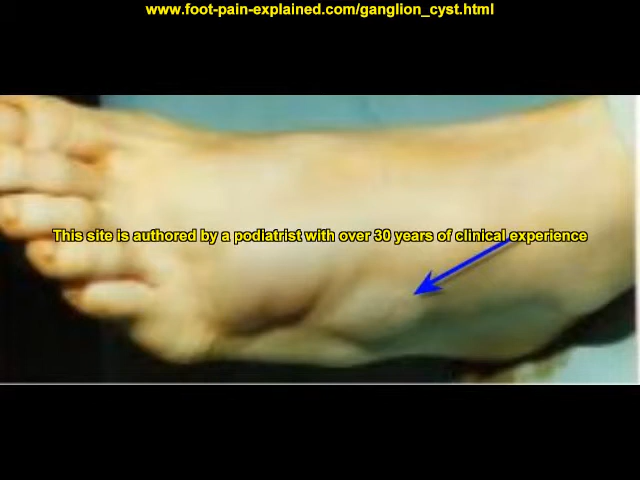 www.foot-pain-explained.com/ganglion_cyst.html
This site is authored by a podiatrist with over 30 years of clinical experience